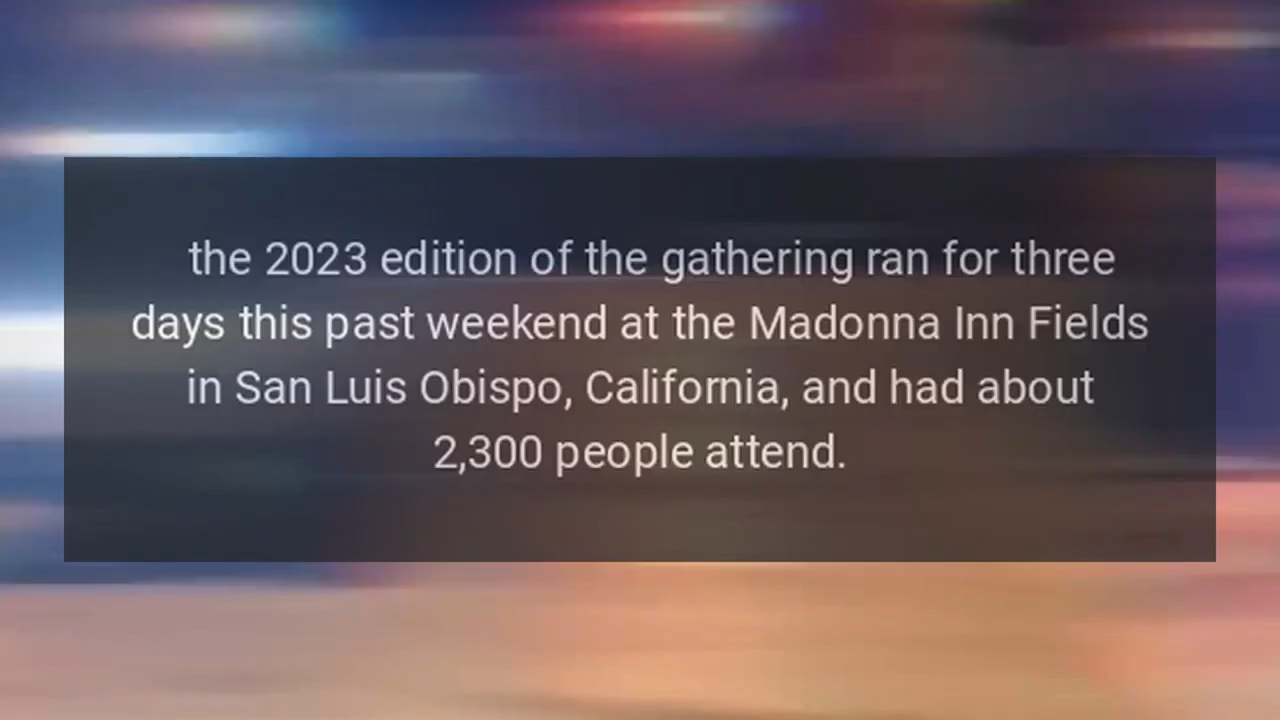 the 2023 edition of the gathering ran for three
days this past weekend at the Madonna Inn Fields
in San Luis Obispo, California, and had about
2,300 people attend.